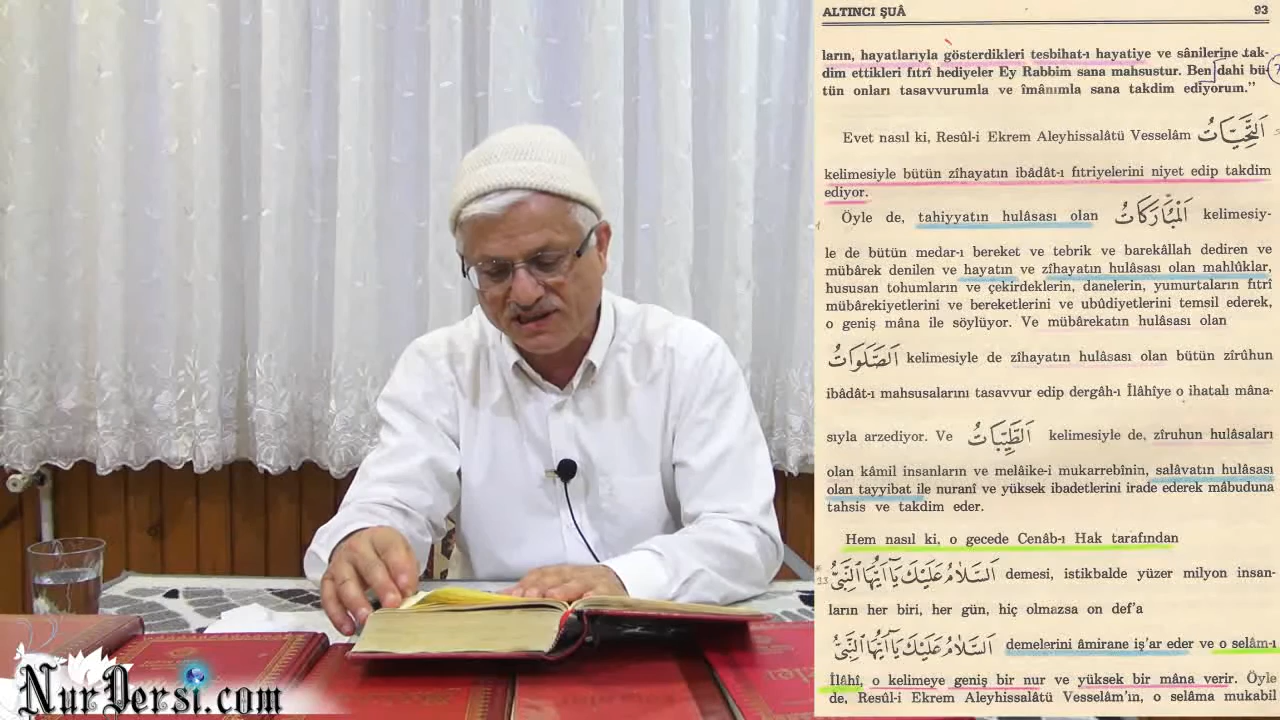 ALTINCI ŞUÂ 93
ların, hayatlarıyla gösterdikleri tesbihat-ı hayatiye ve sânilerine tak-
dim ettikleri fıtrî hediyeler Ey Rabbim sana mahsustur. Ben dahi bü-
tün onları tasavvurumla ve îmânımla sana takdim ediyorum.”
Evet nasıl ki, Resûl-i Ekrem Aleyhissalâtü Vesselâm اَلتَّحِيَّاتُ
kelimesiyle bütün zîhayatın ibâdât-ı fıtriyelerini niyet edip takdim
ediyor.
Öyle de, tahiyyatın hulâsası olan اَلْمُبَارَكَاتُ kelimesiy-
le de bütün medar-ı bereket ve tebrik ve barekâllah dediren ve
mübârek denilen ve hayatın ve zîhayatın hulâsası olan mahlûklar,
hususan tohumların ve çekirdeklerin, danelerin, yumurtaların fıtrî
mübârekiyetlerini ve bereketlerini ve ubûdiyetlerini temsil ederek,
o geniş mâna ile söylüyor. Ve mübârekatın hulâsası olan
اَلصَّلَوَاتُ kelimesiyle de zîhayatın hulâsası olan bütün zîrûhun
ibâdât-ı mahsusalarını tasavvur edip dergâh-ı İlâhîye o ihatalı mâna-
sıyla arzediyor. Ve اَلطَّيِّبَاتُ kelimesiyle de, zîruhun hulâsaları
olan kâmil insanların ve melâike-i mukarrebînin, salâvatın hulâsası
olan tayyibat ile nuranî ve yüksek ibadetlerini irade ederek mâbuduna
tahsis ve takdim eder.
Hem nasıl ki, o gecede Cenâb-ı Hak tarafından
اَلسَّلاَمُ عَلَيْكَ يَا اَيُّهَا النَّبِىُّ demesi, istikbalde yüzer milyon insan-
ların her biri, her gün, hiç olmazsa on def’a
اَلسَّلاَمُ عَلَيْكَ يَا اَيُّهَا النَّبِىُّ demelerini âmirane iş’ar eder ve o selâm-ı
İlâhî, o kelimeye geniş bir nur ve yüksek bir mâna verir. Öyle
de, Resûl-i Ekrem Aleyhissalâtü Vesselâm’ın, o selâma mukabil
NurDersi.com